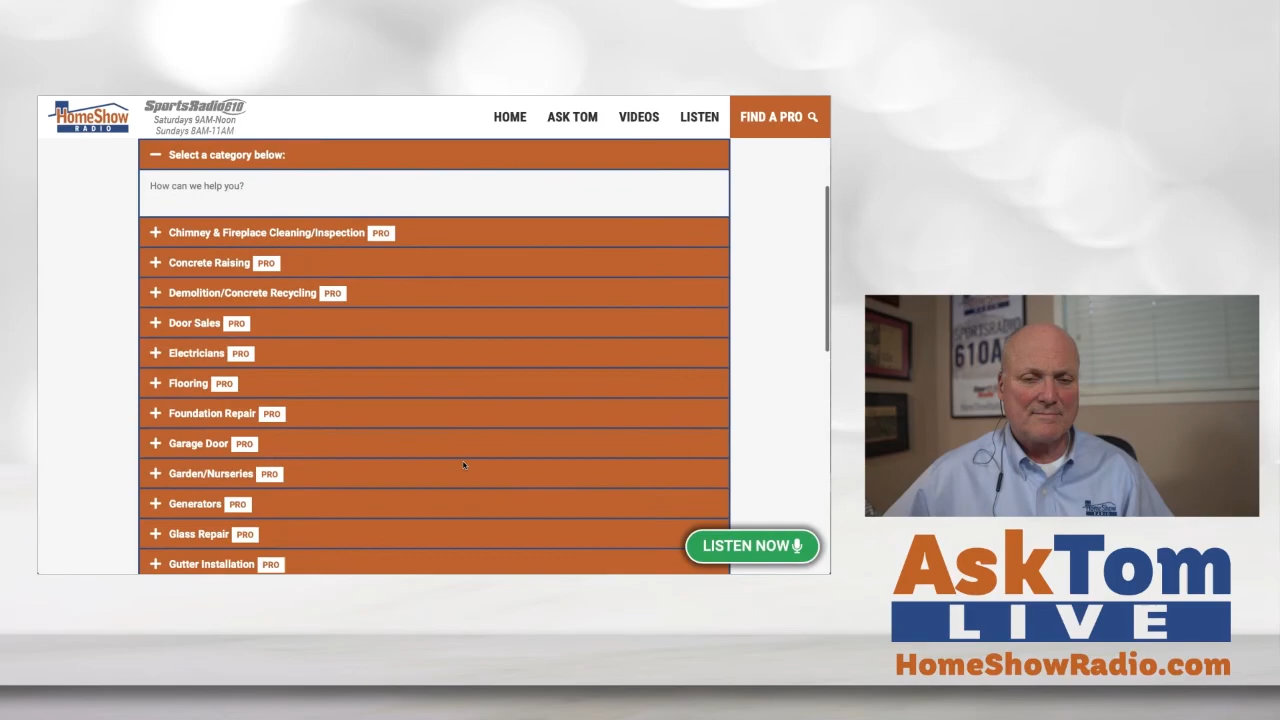 HomeShow
RADIO
SportsRadio610
Saturdays 9AM-Noon
Sundays 8AM-11AM
HOME
ASK TOM
VIDEOS
LISTEN
FIND A PRO
Select a category below:
How can we help you?
Chimney & Fireplace Cleaning/Inspection PRO
Concrete Raising PRO
Demolition/Concrete Recycling PRO
Door Sales PRO
Electricians PRO
Flooring PRO
Foundation Repair PRO
Garage Door PRO
Garden/Nurseries PRO
Generators PRO
Glass Repair PRO
Gutter Installation PRO
LISTEN NOW
SPORTSRADIO
610A
AskTom
LIVE
HomeShowRadio.com